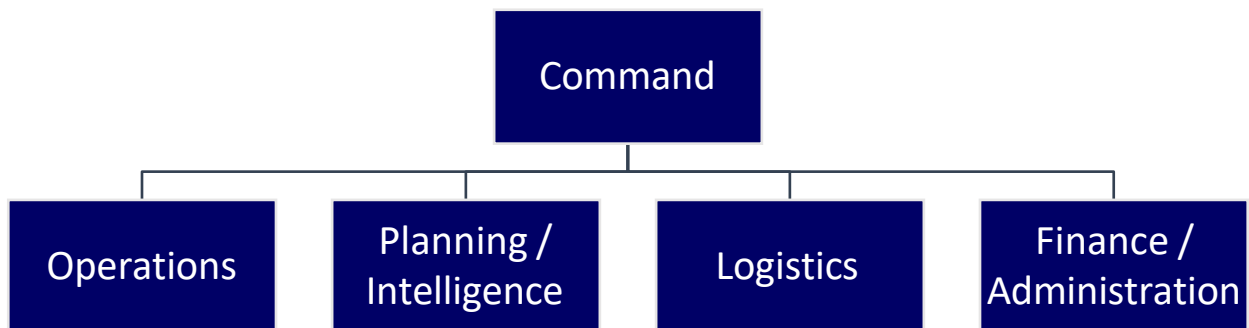 Command
Operations
Planning /
Intelligence
Logistics
Finance /
Administration